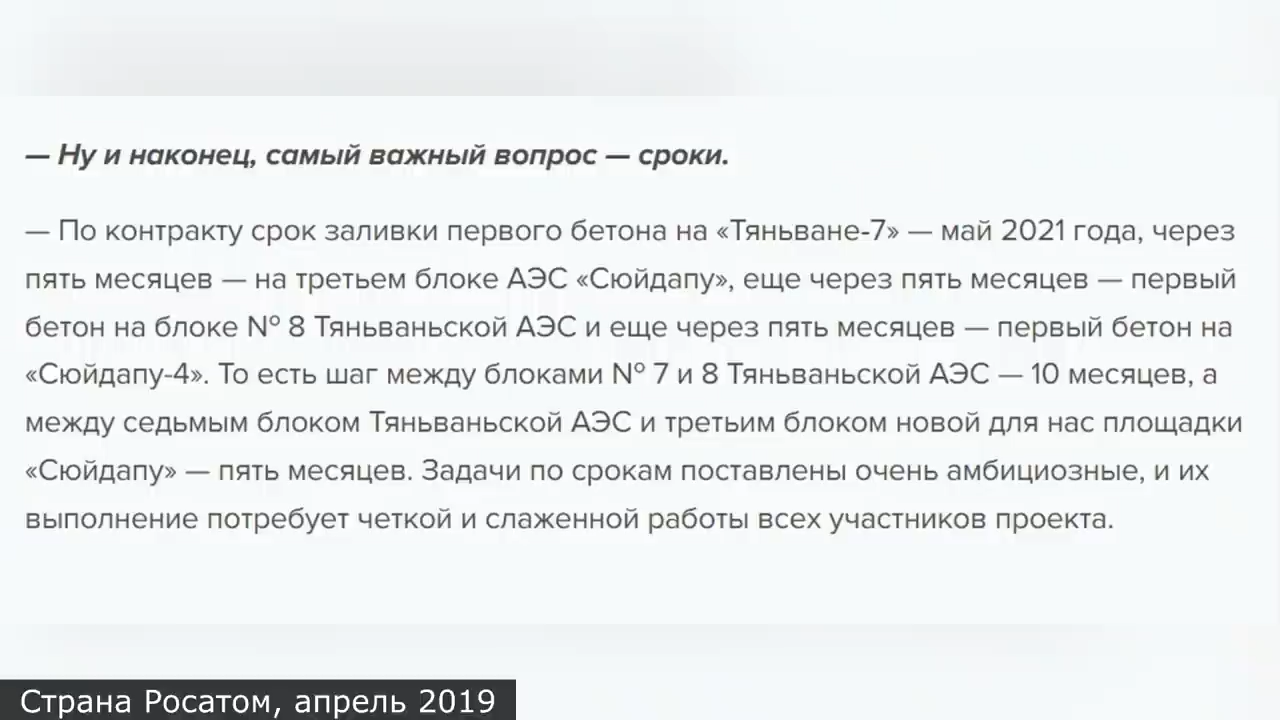 — Ну и наконец, самый важный вопрос — сроки.
— По контракту срок заливки первого бетона на «Тяньване-7» — май 2021 года, через
пять месяцев — на третьем блоке АЭС «Сюйдапу», еще через пять месяцев — первый
бетон на блоке № 8 Тяньваньской АЭС и еще через пять месяцев — первый бетон на
«Сюйдапу-4». То есть шаг между блоками № 7 и 8 Тяньваньской АЭС — 10 месяцев, а
между седьмым блоком Тяньваньской АЭС и третьим блоком новой для нас площадки
«Сюйдапу» — пять месяцев. Задачи по срокам поставлены очень амбициозные, и их
выполнение потребует четкой и слаженной работы всех участников проекта.
Страна Росатом, апрель 2019